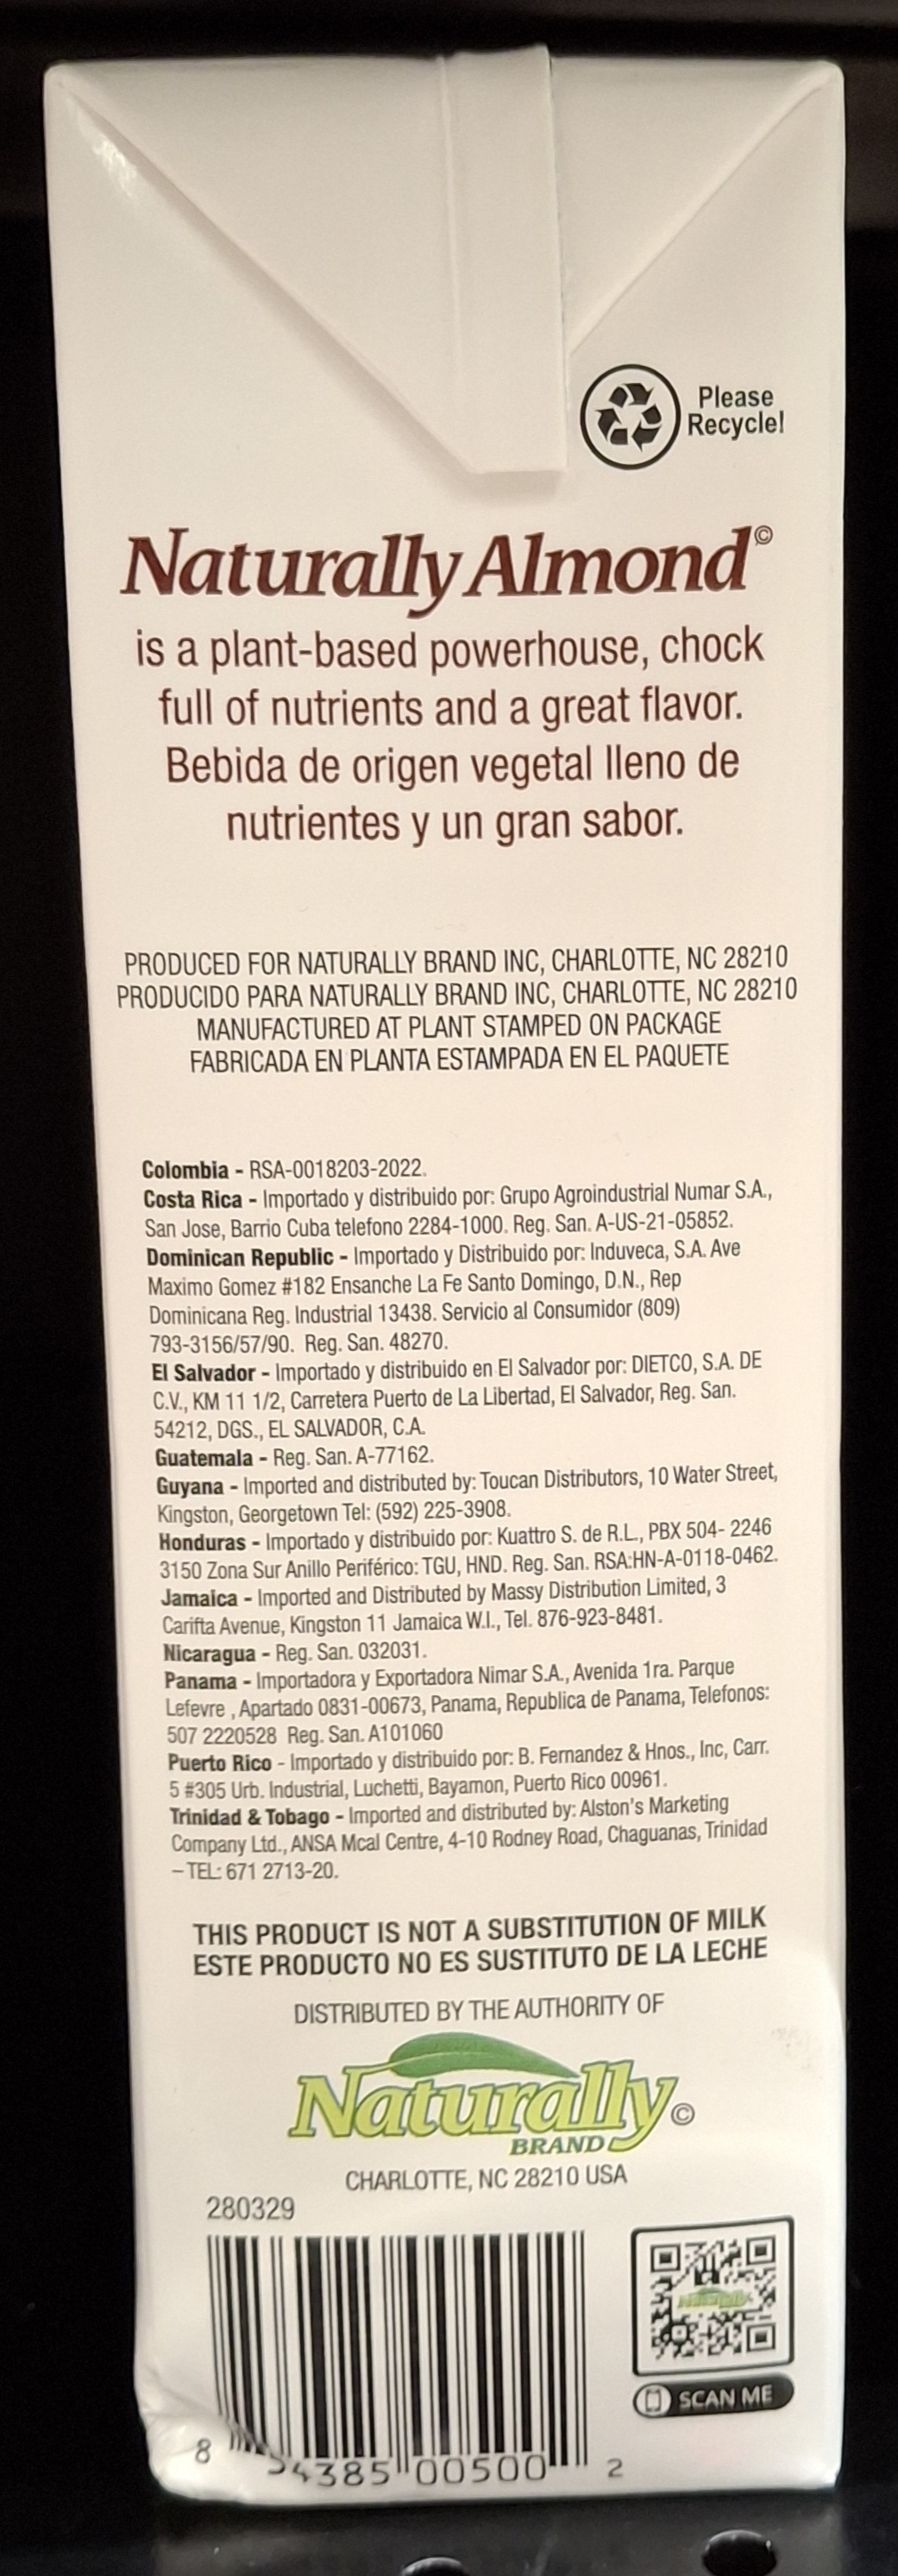 Please
Recycle!
Naturally Almond©
is a plant-based powerhouse, chock
full of nutrients and a great flavor.
Bebida de origen vegetal lleno de
nutrientes y un gran sabor.
PRODUCED FOR NATURALLY BRAND INC, CHARLOTTE, NC 28210
PRODUCIDO PARA NATURALLY BRAND INC, CHARLOTTE, NC 28210
MANUFACTURED AT PLANT STAMPED ON PACKAGE
FABRICADA EN PLANTA ESTAMPADA EN EL PAQUETE
Colombia - RSA-0018203-2022.
Costa Rica - Importado y distribuido por: Grupo Agroindustrial Numar S.A.,
San Jose, Barrio Cuba telefono 2284-1000. Reg. San. A-US-21-05852.
Dominican Republic - Importado y Distribuido por: Induveca, S.A. Ave
Maximo Gomez #182 Ensanche La Fe Santo Domingo, D.N., Rep
Dominicana Reg. Industrial 13438. Servicio al Consumidor (809)
793-3156/57/90. Reg. San. 48270.
El Salvador - Importado y distribuido en El Salvador por: DIETCO, S.A. DE
C.V., KM 11 1/2, Carretera Puerto de La Libertad, El Salvador, Reg. San.
54212, DGS., EL SALVADOR, C.A.
Guatemala - Reg. San. A-77162.
Guyana - Imported and distributed by: Toucan Distributors, 10 Water Street,
Kingston, Georgetown Tel: (592) 225-3908.
Honduras - Importado y distribuido por: Kuattro S. de R.L., PBX 504- 2246
3150 Zona Sur Anillo Periférico: TGU, HND. Reg. San. RSA:HN-A-0118-0462.
Jamaica - Imported and Distributed by Massy Distribution Limited, 3
Carifta Avenue, Kingston 11 Jamaica W.I., Tel. 876-923-8481.
Nicaragua - Reg. San. 032031.
Panama - Importadora y Exportadora Nimar S.A., Avenida 1ra. Parque
Lefevre , Apartado 0831-00673, Panama, Republica de Panama, Telefonos:
507 2220528 Reg. San. A101060
Puerto Rico - Importado y distribuido por: B. Fernandez & Hnos., Inc, Carr.
5 #305 Urb. Industrial, Luchetti, Bayamon, Puerto Rico 00961.
Trinidad & Tobago - Imported and distributed by: Alston's Marketing
Company Ltd., ANSA Mcal Centre, 4-10 Rodney Road, Chaguanas, Trinidad
– TEL: 671 2713-20.
THIS PRODUCT IS NOT A SUBSTITUTION OF MILK
ESTE PRODUCTO NO ES SUSTITUTO DE LA LECHE
DISTRIBUTED BY THE AUTHORITY OF
Naturally©
BRAND
CHARLOTTE, NC 28210 USA
280329
SCAN ME
8 54385 00500 2